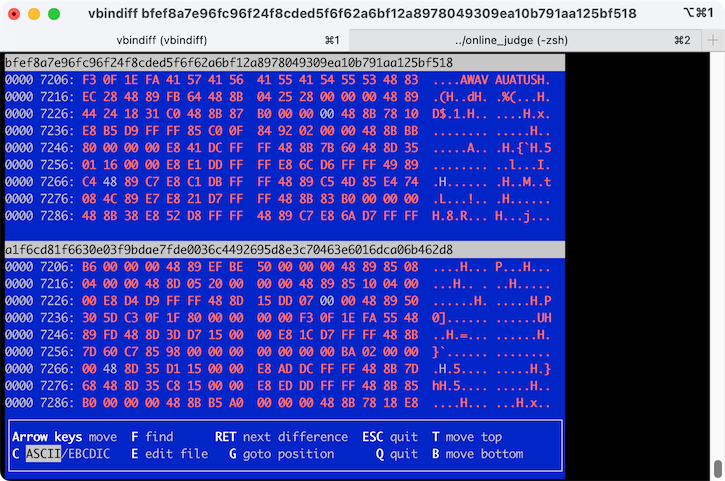 vbindiff bfef8a7e96fc96f24f8cded5f6f62a6bf12a8978049309ea10b791aa125bf518 ⌥⌘1
vbindiff (vbindiff) ⌘1 ../online_judge (-zsh) ⌘2 +
bfef8a7e96fc96f24f8cded5f6f62a6bf12a8978049309ea10b791aa125bf518
0000 7206: F3 0F 1E FA 41 57 41 56 41 55 41 54 55 53 48 83 ....AWAV AUATUSH.
0000 7216: EC 28 48 89 FB 64 48 8B 04 25 28 00 00 00 48 89 .(H..dH. .%(...H.
0000 7226: 44 24 18 31 C0 48 8B 87 B0 00 00 00 48 8B 78 10 D$.1.H.. ....H.x.
0000 7236: E8 B5 D9 FF FF 85 C0 0F 84 92 02 00 00 48 8B BB ........ .....H..
0000 7246: 80 00 00 00 E8 41 DC FF FF 48 8B 7B 60 48 8D 35 .....A.. .H.{`H.5
0000 7256: 01 16 00 00 E8 E1 DD FF FF E8 6C D6 FF FF 49 89 ........ ..l...I.
0000 7266: C4 48 89 C7 E8 C1 DB FF FF 48 89 C5 4D 85 E4 74 .H...... .H..M..t
0000 7276: 08 4C 89 E7 E8 21 D7 FF FF 48 8B 83 B0 00 00 00 .L...!.. .H......
0000 7286: 48 8B 38 E8 52 D8 FF FF 48 89 C7 E8 6A D7 FF FF H.8.R... H...j...
a1f6cd81f6630e03f9bdae7fde0036c4492695d8e3c70463e6016dca06b462d8
0000 7206: B6 00 00 00 48 89 EF BE 50 00 00 00 48 89 85 08 ....H... P...H...
0000 7216: 04 00 00 48 8D 05 20 00 00 00 48 89 85 10 04 00 ...H.. . ..H.....
0000 7226: 00 E8 D4 D9 FF FF 48 8D 15 DD 07 00 00 48 89 50 ......H. .....H.P
0000 7236: 30 5D C3 0F 1F 80 00 00 00 00 F3 0F 1E FA 55 48 0]...... ......UH
0000 7246: 89 FD 48 8D 3D D7 15 00 00 E8 1C D7 FF FF 48 8B ..H.=... ......H.
0000 7256: 7D 60 C7 85 98 00 00 00 00 00 00 00 BA 02 00 00 }`...... ........
0000 7266: 00 48 8D 35 D1 15 00 00 E8 AD DC FF FF 48 8B 7D .H.5.... .....H.}
0000 7276: 68 48 8D 35 C8 15 00 00 E8 ED DD FF FF 48 8B 85 hH.5.... .....H..
0000 7286: B0 00 00 00 48 8B B5 A0 00 00 00 48 8B 78 18 E8 ....H... ...H.x..
Arrow keys move F find RET next difference ESC quit T move top
C ASCII/EBCDIC E edit file G goto position Q quit B move bottom